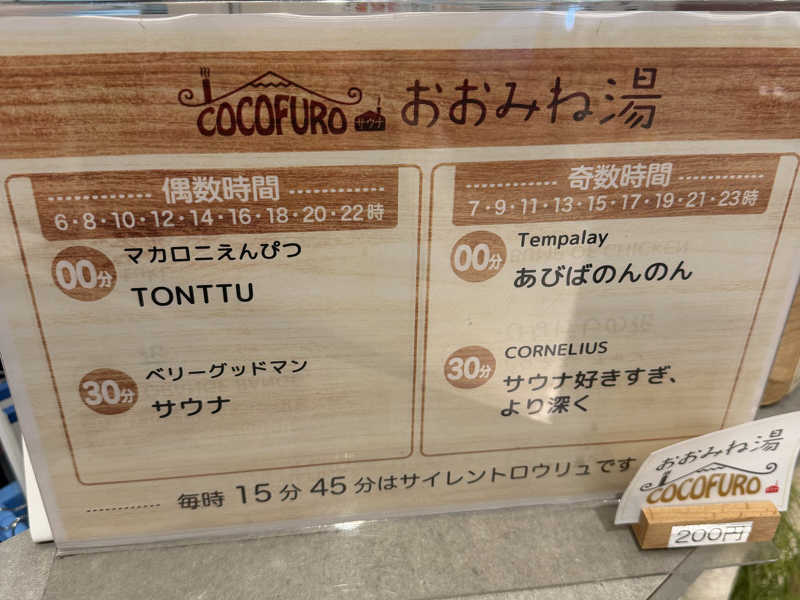 COCOFURO サウナ おおみね湯
偶数時間
6・8・10・12・14・16・18・20・22時
00分
マカロニえんぴつ
TONTTU
30分
ベリーグッドマン
サウナ
奇数時間
7・9・11・13・15・17・19・21・23時
00分
Tempalay
あびばのんのん
30分
CORNELIUS
サウナ好きすぎ、
より深く
毎時 15分 45分はサイレントロウリュです
おおみね湯
COCOFURO
200円